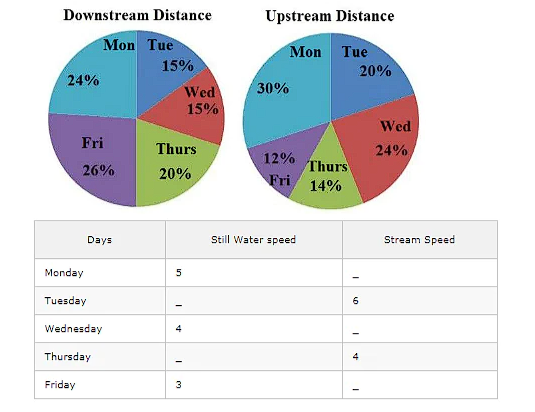 Downstream Distance
Upstream Distance
Mon
Tue
15%
24%
Wed
15%
Fri
26%
Thurs
20%
Mon
Tue
20%
30%
Wed
24%
12%
Fri
Thurs
14%
Days Still Water speed Stream Speed
Monday 5 _
Tuesday _ 6
Wednesday 4 _
Thursday _ 4
Friday 3 _